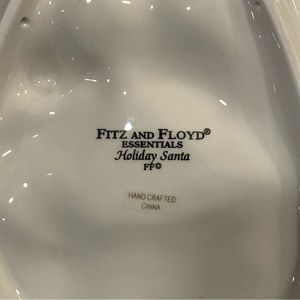 FITZ AND FLOYD®
ESSENTIALS
Holiday Santa
FF©
HAND CRAFTED
CHINA